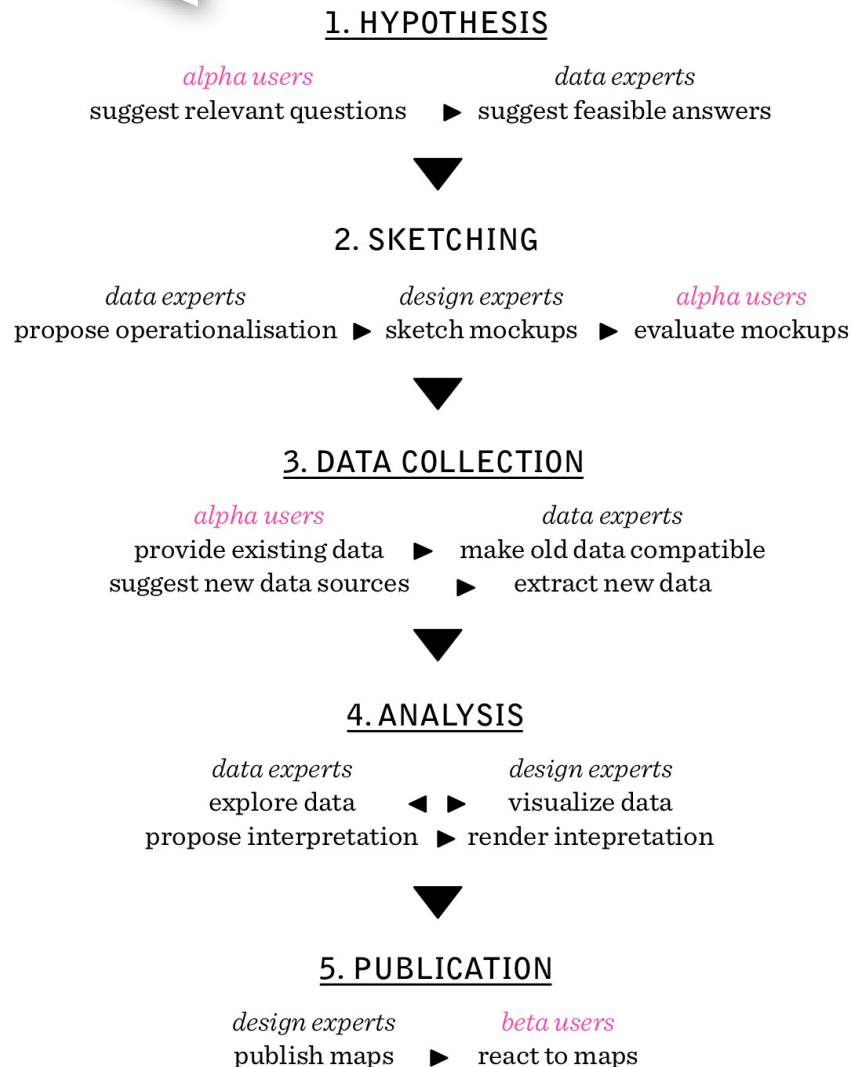 1. HYPOTHESIS
alpha users data experts
suggest relevant questions ▶ suggest feasible answers
2. SKETCHING
data experts design experts alpha users
propose operationalisation ▶ sketch mockups ▶ evaluate mockups
3. DATA COLLECTION
alpha users data experts
provide existing data ▶ make old data compatible
suggest new data sources ▶ extract new data
4. ANALYSIS
data experts design experts
explore data ◀ ▶ visualize data
propose interpretation ▶ render intepretation
5. PUBLICATION
design experts beta users
publish maps ▶ react to maps